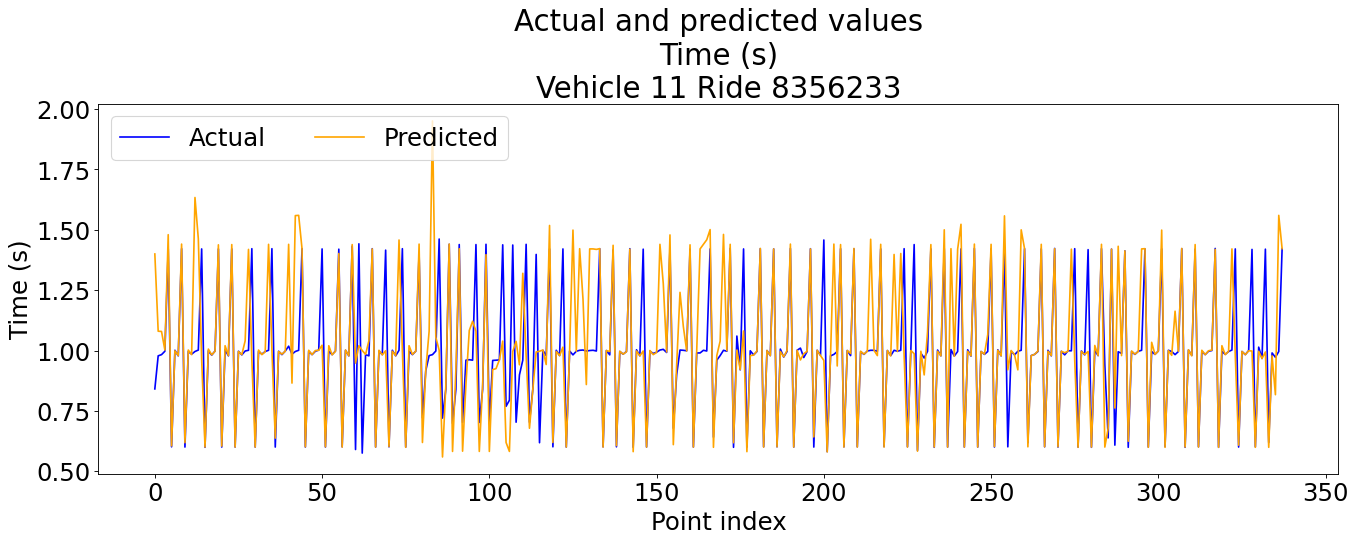 Actual and predicted values
Time (s)
Vehicle 11 Ride 8356233
2.00
1.75
1.50
1.25
1.00
0.75
0.50
Time (s)
Actual Predicted
0 50 100 150 200 250 300 350
Point index